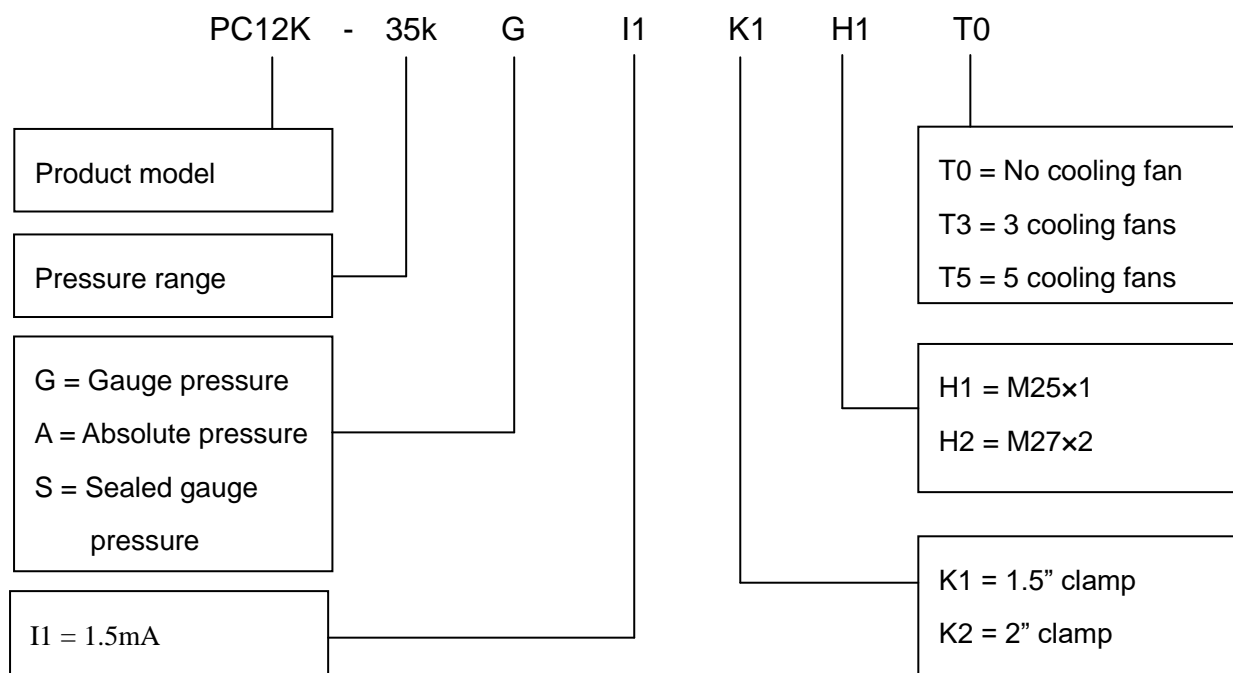 PC12K - 35k G I1 K1 H1 T0
Product model
Pressure range
G = Gauge pressure
A = Absolute pressure
S = Sealed gauge
pressure
I1 = 1.5mA
T0 = No cooling fan
T3 = 3 cooling fans
T5 = 5 cooling fans
H1 = M25×1
H2 = M27×2
K1 = 1.5” clamp
K2 = 2” clamp